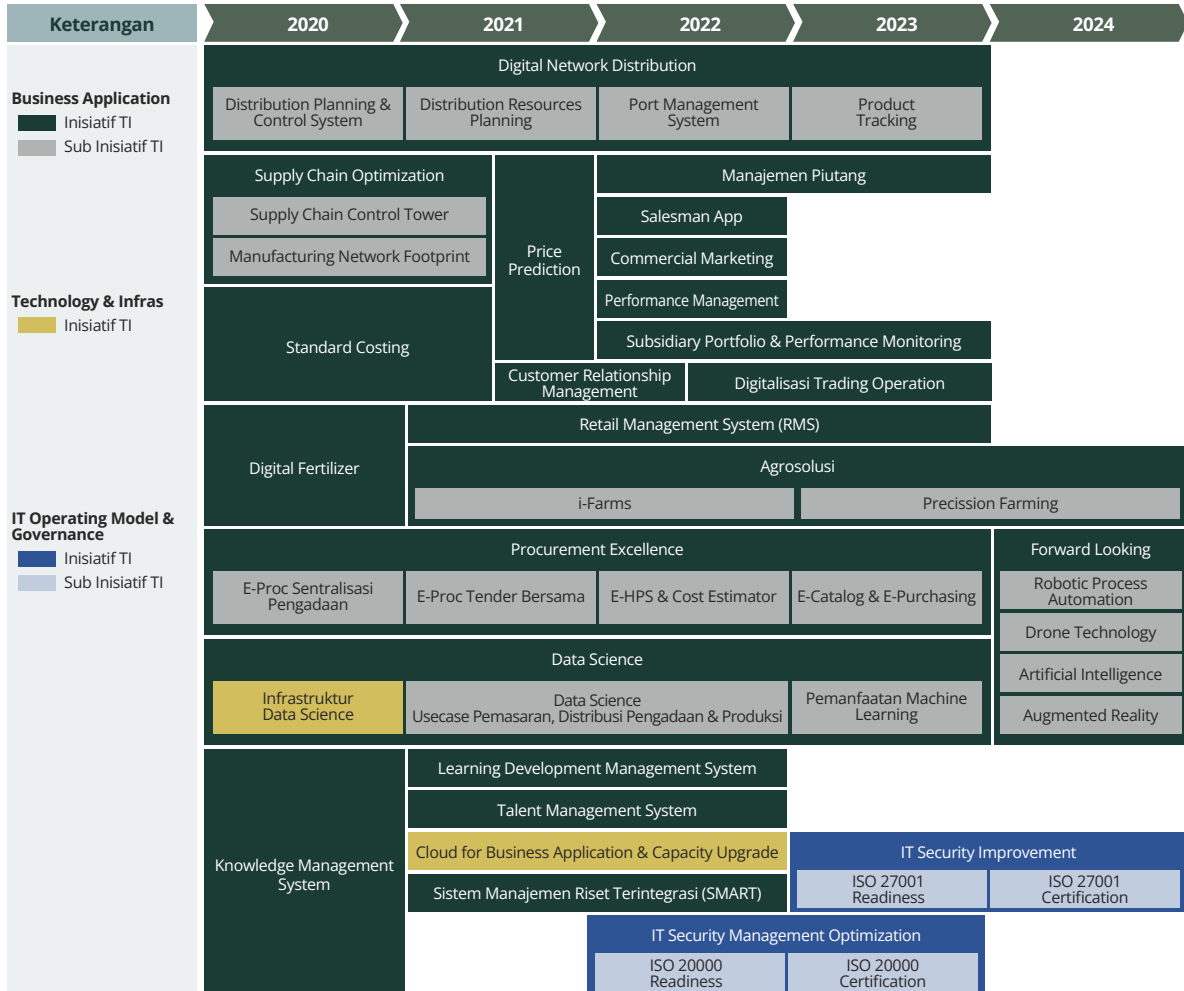 Keterangan
2020
2021
2022
2023
2024
Business Application
Inisiatif TI
Sub Inisiatif TI
Technology & Infras
Inisiatif TI
IT Operating Model &
Governance
Inisiatif TI
Sub Inisiatif TI
Digital Network Distribution
Distribution Planning &
Control System
Distribution Resources
Planning
Port Management
System
Product
Tracking
Supply Chain Optimization
Supply Chain Control Tower
Manufacturing Network Footprint
Price
Prediction
Manajemen Piutang
Salesman App
Commercial Marketing
Performance Management
Subsidiary Portfolio & Performance Monitoring
Standard Costing
Customer Relationship
Management
Digitalisasi Trading Operation
Digital Fertilizer
Retail Management System (RMS)
Agrosolusi
i-Farms
Precission Farming
Procurement Excellence
E-Proc Sentralisasi
Pengadaan
E-Proc Tender Bersama
E-HPS & Cost Estimator
E-Catalog & E-Purchasing
Forward Looking
Robotic Process
Automation
Drone Technology
Artificial Intelligence
Augmented Reality
Data Science
Infrastruktur
Data Science
Data Science
Usecase Pemasaran, Distribusi Pengadaan & Produksi
Pemanfaatan Machine
Learning
Knowledge Management
System
Learning Development Management System
Talent Management System
Cloud for Business Application & Capacity Upgrade
Sistem Manajemen Riset Terintegrasi (SMART)
IT Security Improvement
ISO 27001
Readiness
ISO 27001
Certification
IT Security Management Optimization
ISO 20000
Readiness
ISO 20000
Certification